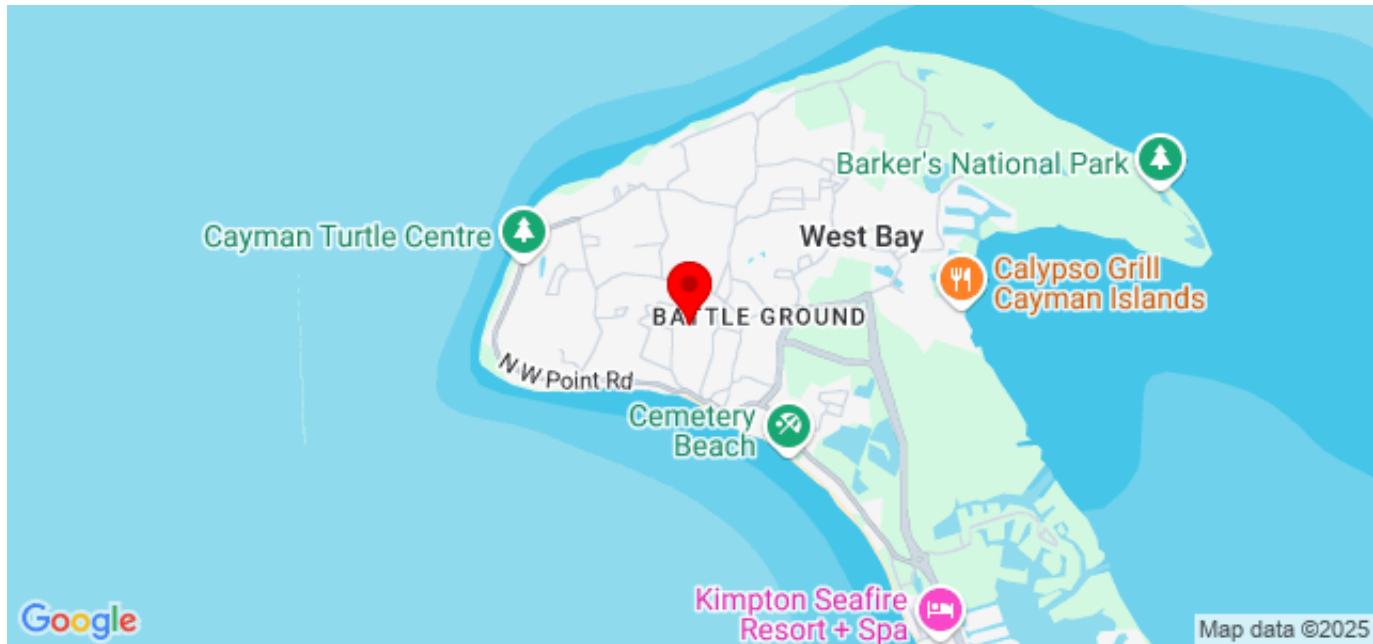 Barker's National Park
Cayman Turtle Centre
West Bay
Calypso Grill
Cayman Islands
BATTLE GROUND
N W Point Rd
Cemetery
Beach
Kimpton Seafire
Resort + Spa
Google
Map data ©2025